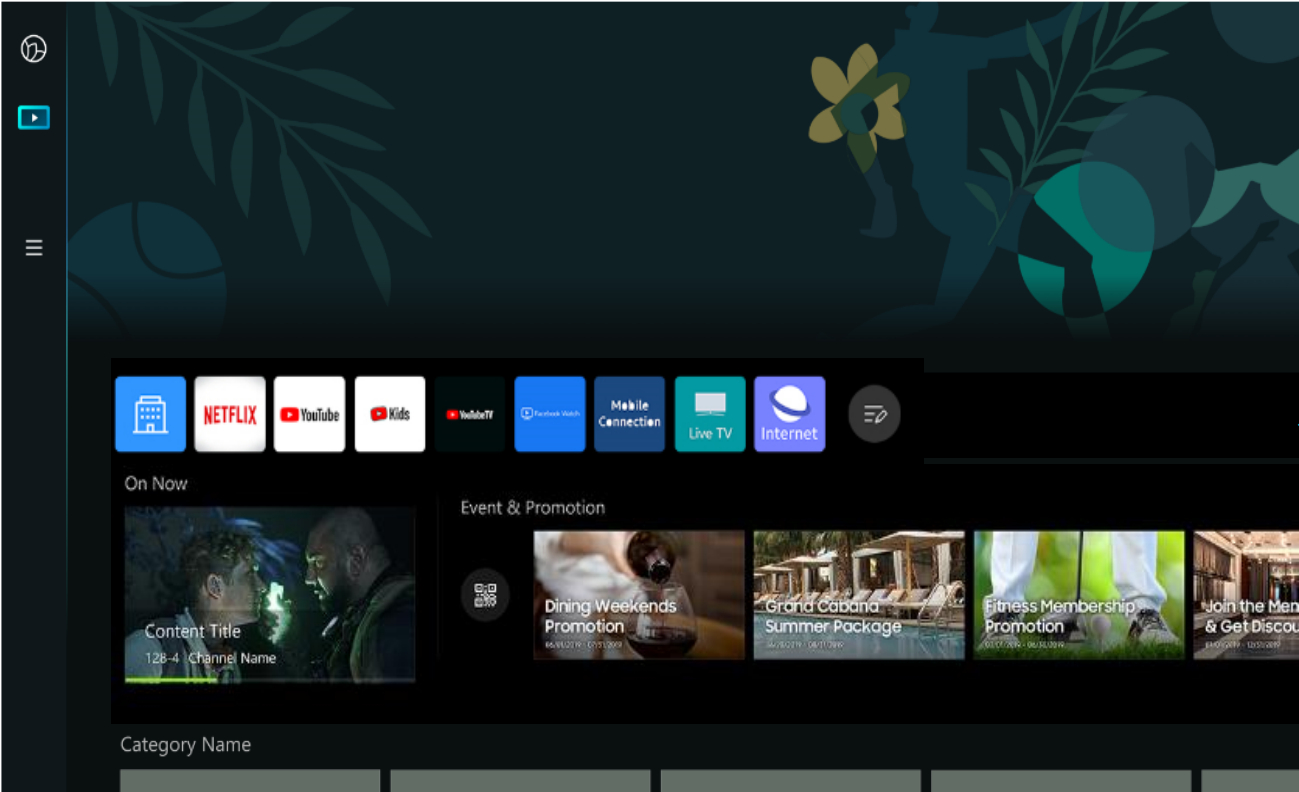 NETFLIX
YouTube
Kids
YouTubeTV
Facebook Watch
Mobile
Connection
Live TV
Internet
On Now
Content Title
128-4 Channel Name
Event & Promotion
Dining Weekends
Promotion
Grand Cabana
Summer Package
Fitness Membership
Promotion
Join the Mem
& Get Discou
Category Name